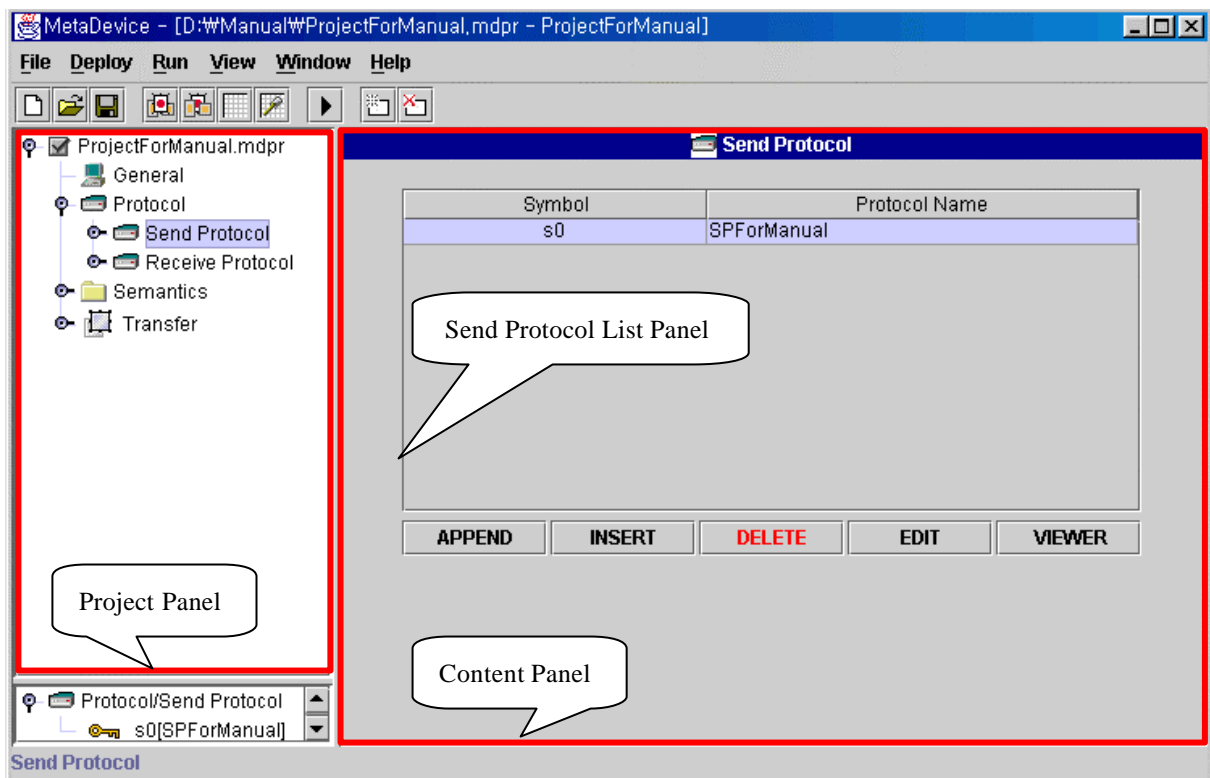 MetaDevice – [D:₩Manual₩ProjectForManual.mdpr – ProjectForManual]
File Deploy Run View Window Help
ProjectForManual.mdpr
General
Protocol
Send Protocol
Receive Protocol
Semantics
Transfer
Send Protocol
Symbol Protocol Name
s0 SPForManual
Send Protocol List Panel
APPEND INSERT DELETE EDIT VIEWER
Project Panel
Content Panel
Protocol/Send Protocol
s0[SPForManual]
Send Protocol